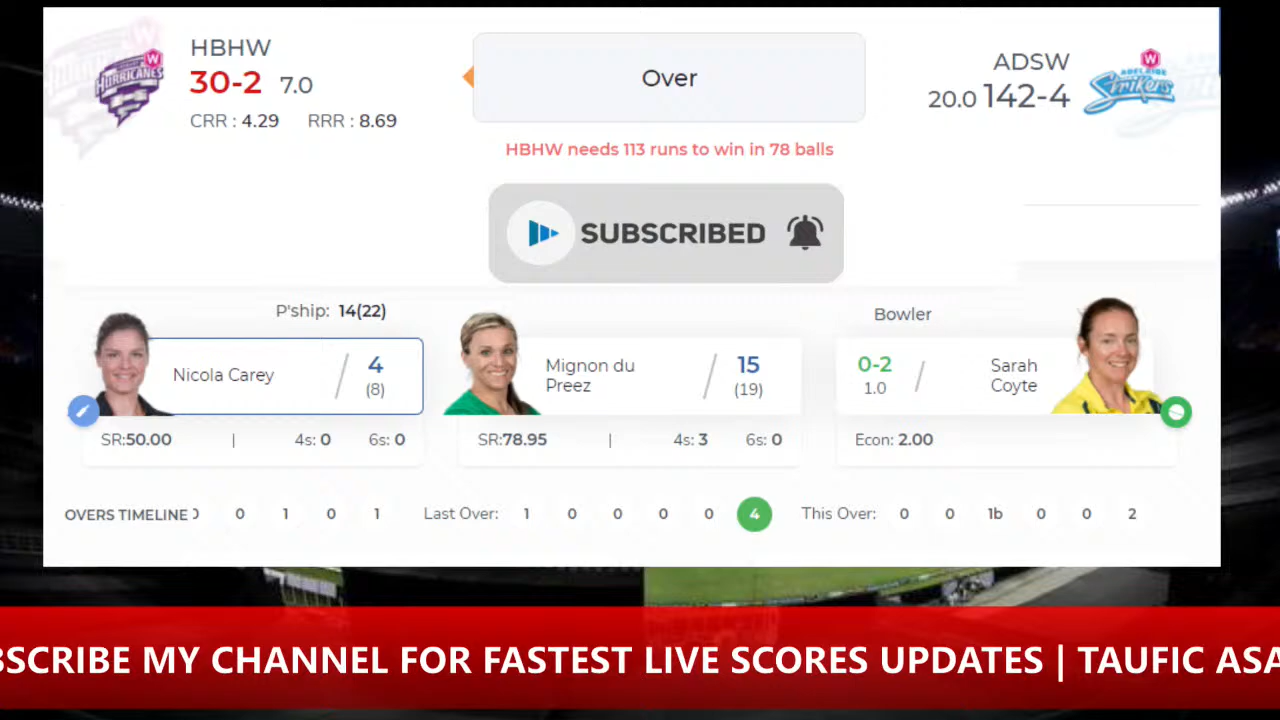 HBHW
30-2 7.0
CRR : 4.29 RRR : 8.69
Over
HBHW needs 113 runs to win in 78 balls
ADSW
20.0 142-4
W
HURRICANES
W
ADELAIDE
Strikers
SUBSCRIBED
P'ship: 14(22)
Nicola Carey / 4
(8)
SR:50.00 | 4s: 0 6s: 0
Mignon du
Preez / 15
(19)
SR:78.95 | 4s: 3 6s: 0
Bowler
0-2
1.0 / Sarah
Coyte
Econ: 2.00
OVERS TIMELINE 0 1 0 1 Last Over: 1 0 0 0 0 4 This Over: 0 0 1b 0 0 2
BSCRIBE MY CHANNEL FOR FASTEST LIVE SCORES UPDATES | TAUFIC ASA